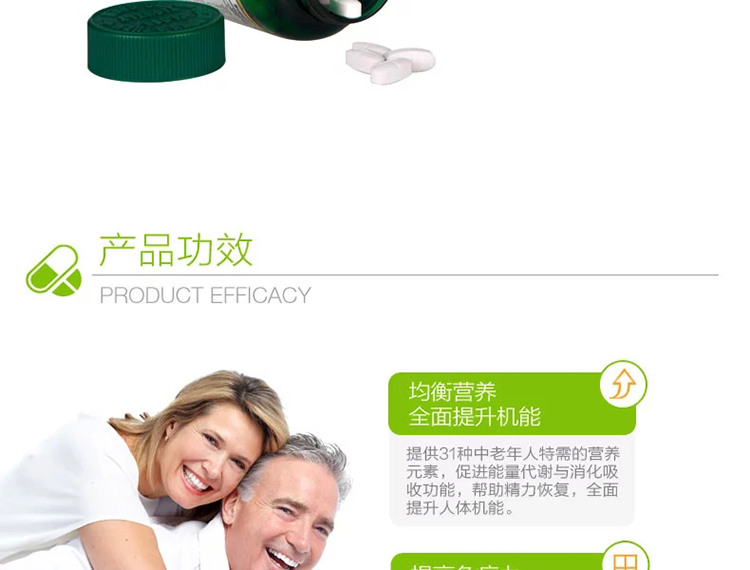 产品功效
PRODUCT EFFICACY
均衡营养
全面提升机能
提供31种中老年人特需的营养
元素，促进能量代谢与消化吸
收功能，帮助精力恢复，全面
提升人体机能。